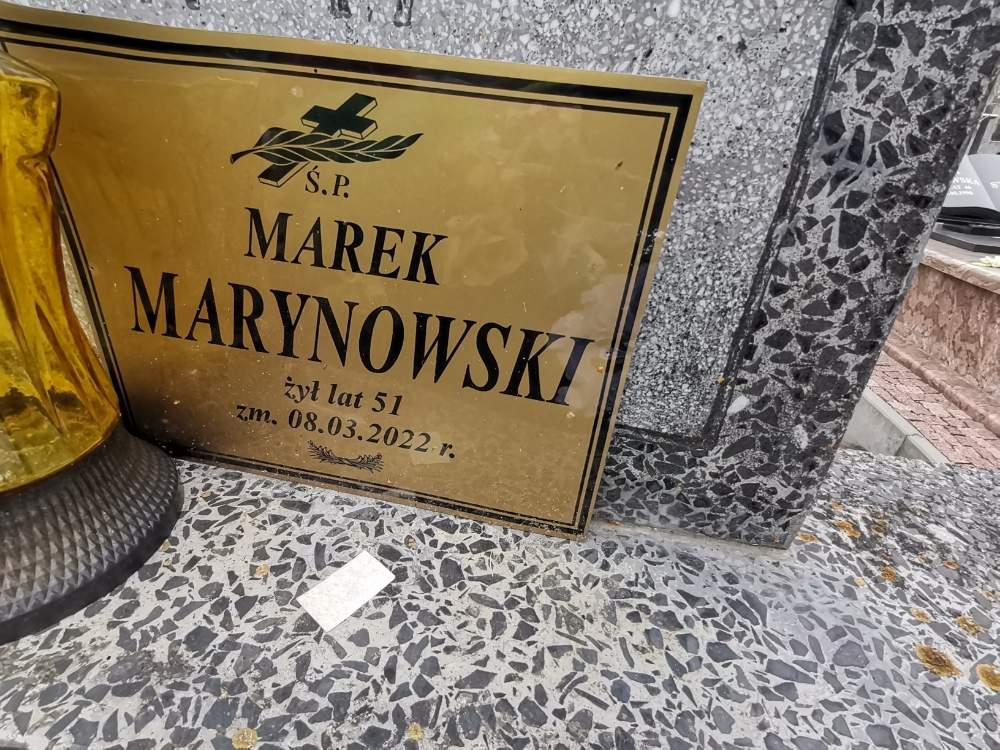 Ś.P.
MAREK
MARYNOWSKI
żył lat 51
zm. 08.03.2022 r.